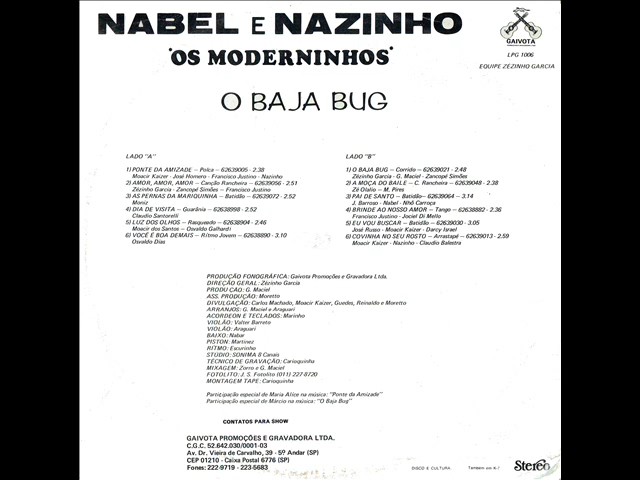 NABEL E NAZINHO
"OS MODERNINHOS"
O BAJA BUG
GAIVOTA
LPG 1006
EQUIPE ZEZINHO GARCIA
LADO "A"
1) PONTE DA AMIZADE — Polca — 62639005 - 2.38
Moacir Kaizer - José Homero - Francisco Justino - Nazinho
2) AMOR, AMOR, AMOR — Canção Rancheira — 62639056 - 2.51
Zézinho Garcia - Zancopé Simões — Francisco Justino
3) AS PERNAS DA MARIQUINHA — Batidão — 62639072 - 2.52
Moniz
4) DIA DE VISITA — Guarânia — 62638898 - 2.52
Claudio Santorelli
5) LUZ DOS OLHOS — Rasqueado — 62638904 - 2.46
Moacir dos Santos — Osvaldo Galhardi
6) VOCÊ É BOA DEMAIS — Ritmo Jovem — 62638890 - 3.10
Osvaldo Dias
LADO "B"
1) O BAJA BUG — Corrido — 62639021 - 2.48
Zézinho Garcia - G. Maciel - Zancopé Simões
2) A MOÇA DO BAILE — C. Rancheira — 62639048 - 2.38
Zé Olalio — M. Pires
3) PAI DE SANTO — Batidão — 62639064 - 3.14
J. Barroso - Nabel - Nhô Carroça
4) BRINDE AO NOSSO AMOR — Tango — 62638882 - 2.36
Francisco Justino - Jociel Di Mello
5) EU VOU BUSCAR — Batidão — 62639030 - 3.05
José Russo - Moacir Kaizer - Darcy Israel
6) COVINHA NO SEU ROSTO — Arrastapé — 62639013 - 2.59
Moacir Kaizer - Nazinho - Claudio Balestra
PRODUÇÃO FONOGRÁFICA: Gaivota Promoções e Gravadora Ltda.
DIREÇÃO GERAL: Zézinho Garcia
PRODUÇÃO: G. Maciel
ASS. PRODUÇÃO: Moretto
DIVULGAÇÃO: Carlos Machado, Moacir Kaizer, Guedes, Reinaldo e Moretto
ARRANJOS: G. Maciel e Araguari
ACORDEON E TECLADOS: Marinho
VIOLÃO: Valter Barreto
VIOLÃO: Araguari
BAIXO: Nabar
PISTON: Martinez
RITMO: Escurinho
STÚDIO: SONIMA 8 Canais
TÉCNICO DE GRAVAÇÃO: Carioquinha
MIXAGEM: Zorro e G. Maciel
FOTOLITO: J. S. Fotolito (011) 227-8720
MONTAGEM TAPE: Carioquinha
Participação especial de Maria Alice na música: "Ponte da Amizade"
Participação especial de Márcio na música: "O Baja Bug"
CONTATOS PARA SHOW
GAIVOTA PROMOÇÕES E GRAVADORA LTDA.
C.G.C. 52.642.030/0001-03
Av. Dr. Vieira de Carvalho, 39 - 5º Andar (SP)
CEP 01210 - Caixa Postal 6776 (SP)
Fones: 222-9719 - 223-5683
DISCO É CULTURA.
Também em K-7
Stereo